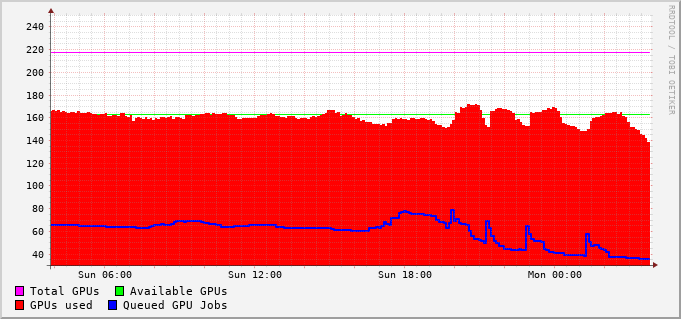 RRDTOOL / TOBI OETIKER
240
220
200
180
160
140
120
100
80
60
40
Sun 06:00 Sun 12:00 Sun 18:00 Mon 00:00
Total GPUs Available GPUs
GPUs used Queued GPU Jobs